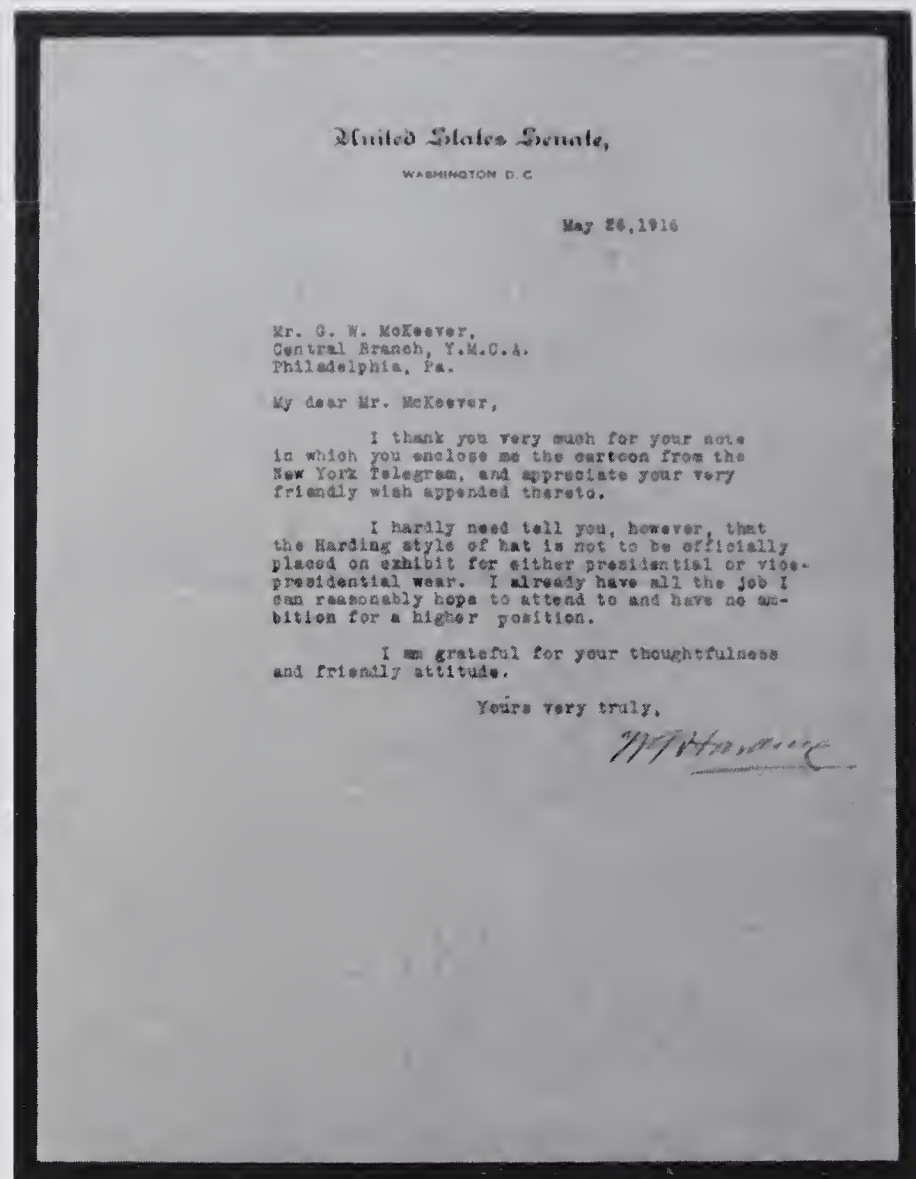 United States Senate,
WASHINGTON D. C
May 26,1916
Mr. G. W. McKeever,
Central Branch, Y.M.C.A.
Philadelphia, Pa.
My dear Mr. McKeever,
I thank you very much for your note
in which you enclose me the cartoon from the
New York Telegram, and appreciate your very
friendly wish appended thereto.
I hardly need tell you, however, that
the Harding style of hat is not to be officially
placed on exhibit for either presidential or vice-
presidential wear. I already have all the job I
can reasonably hope to attend to and have no am-
bition for a higher position.
I am grateful for your thoughtfulness
and friendly attitude.
Yours very truly,
W G Harding